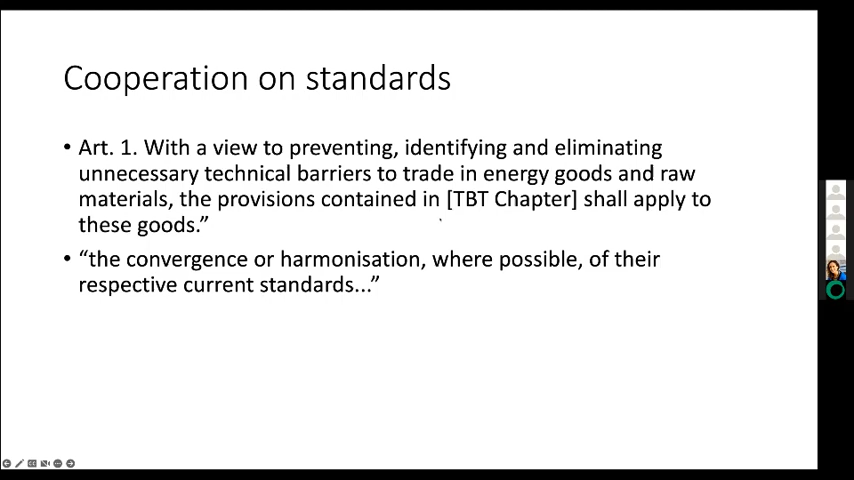 Cooperation on standards
• Art. 1. With a view to preventing, identifying and eliminating
unnecessary technical barriers to trade in energy goods and raw
materials, the provisions contained in [TBT Chapter] shall apply to
these goods.”
• “the convergence or harmonisation, where possible, of their
respective current standards...”